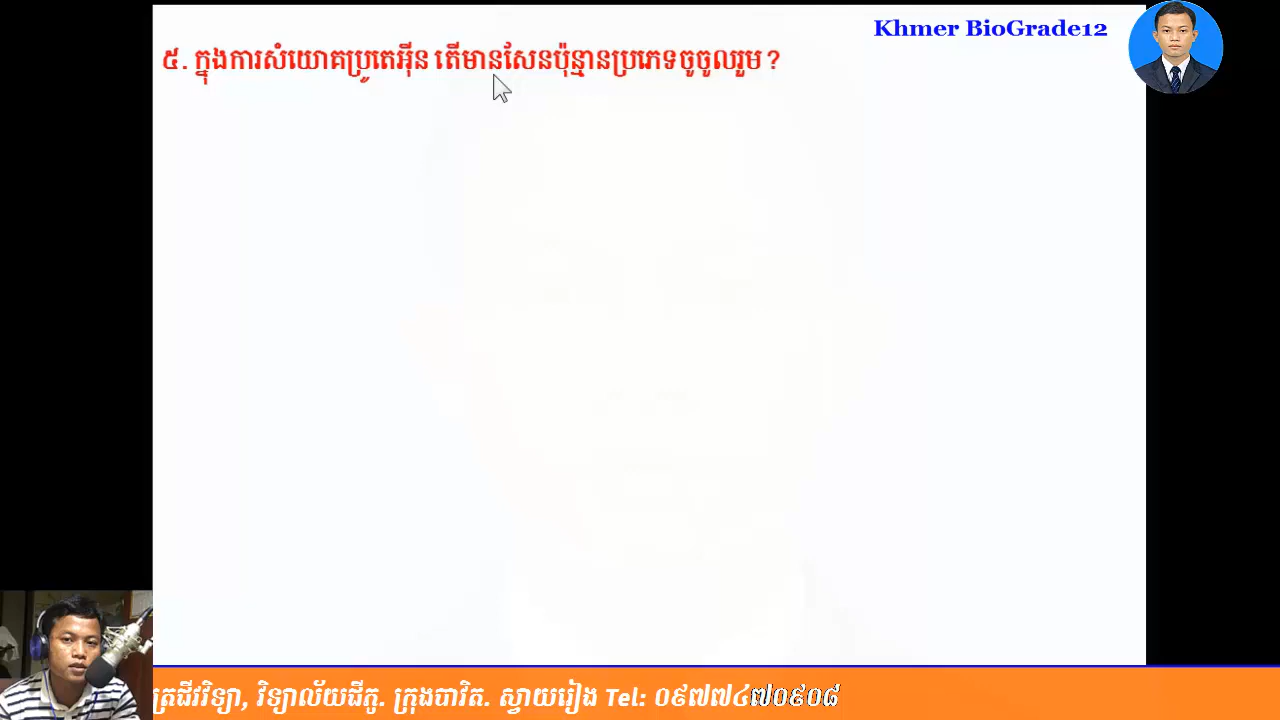 Khmer BioGrade12
៥. ក្នុងការសំយោគប្រូតេអ៊ីន តើមានសែនប៉ុន្មានប្រភេទចូចូលរួម ?
ត្រជីវវិទ្យា, វិទ្យាល័យជីភូ. ក្រុងបាវិត. ស្វាយរៀង Tel: ០៩៧៧៤៧០៩០៨